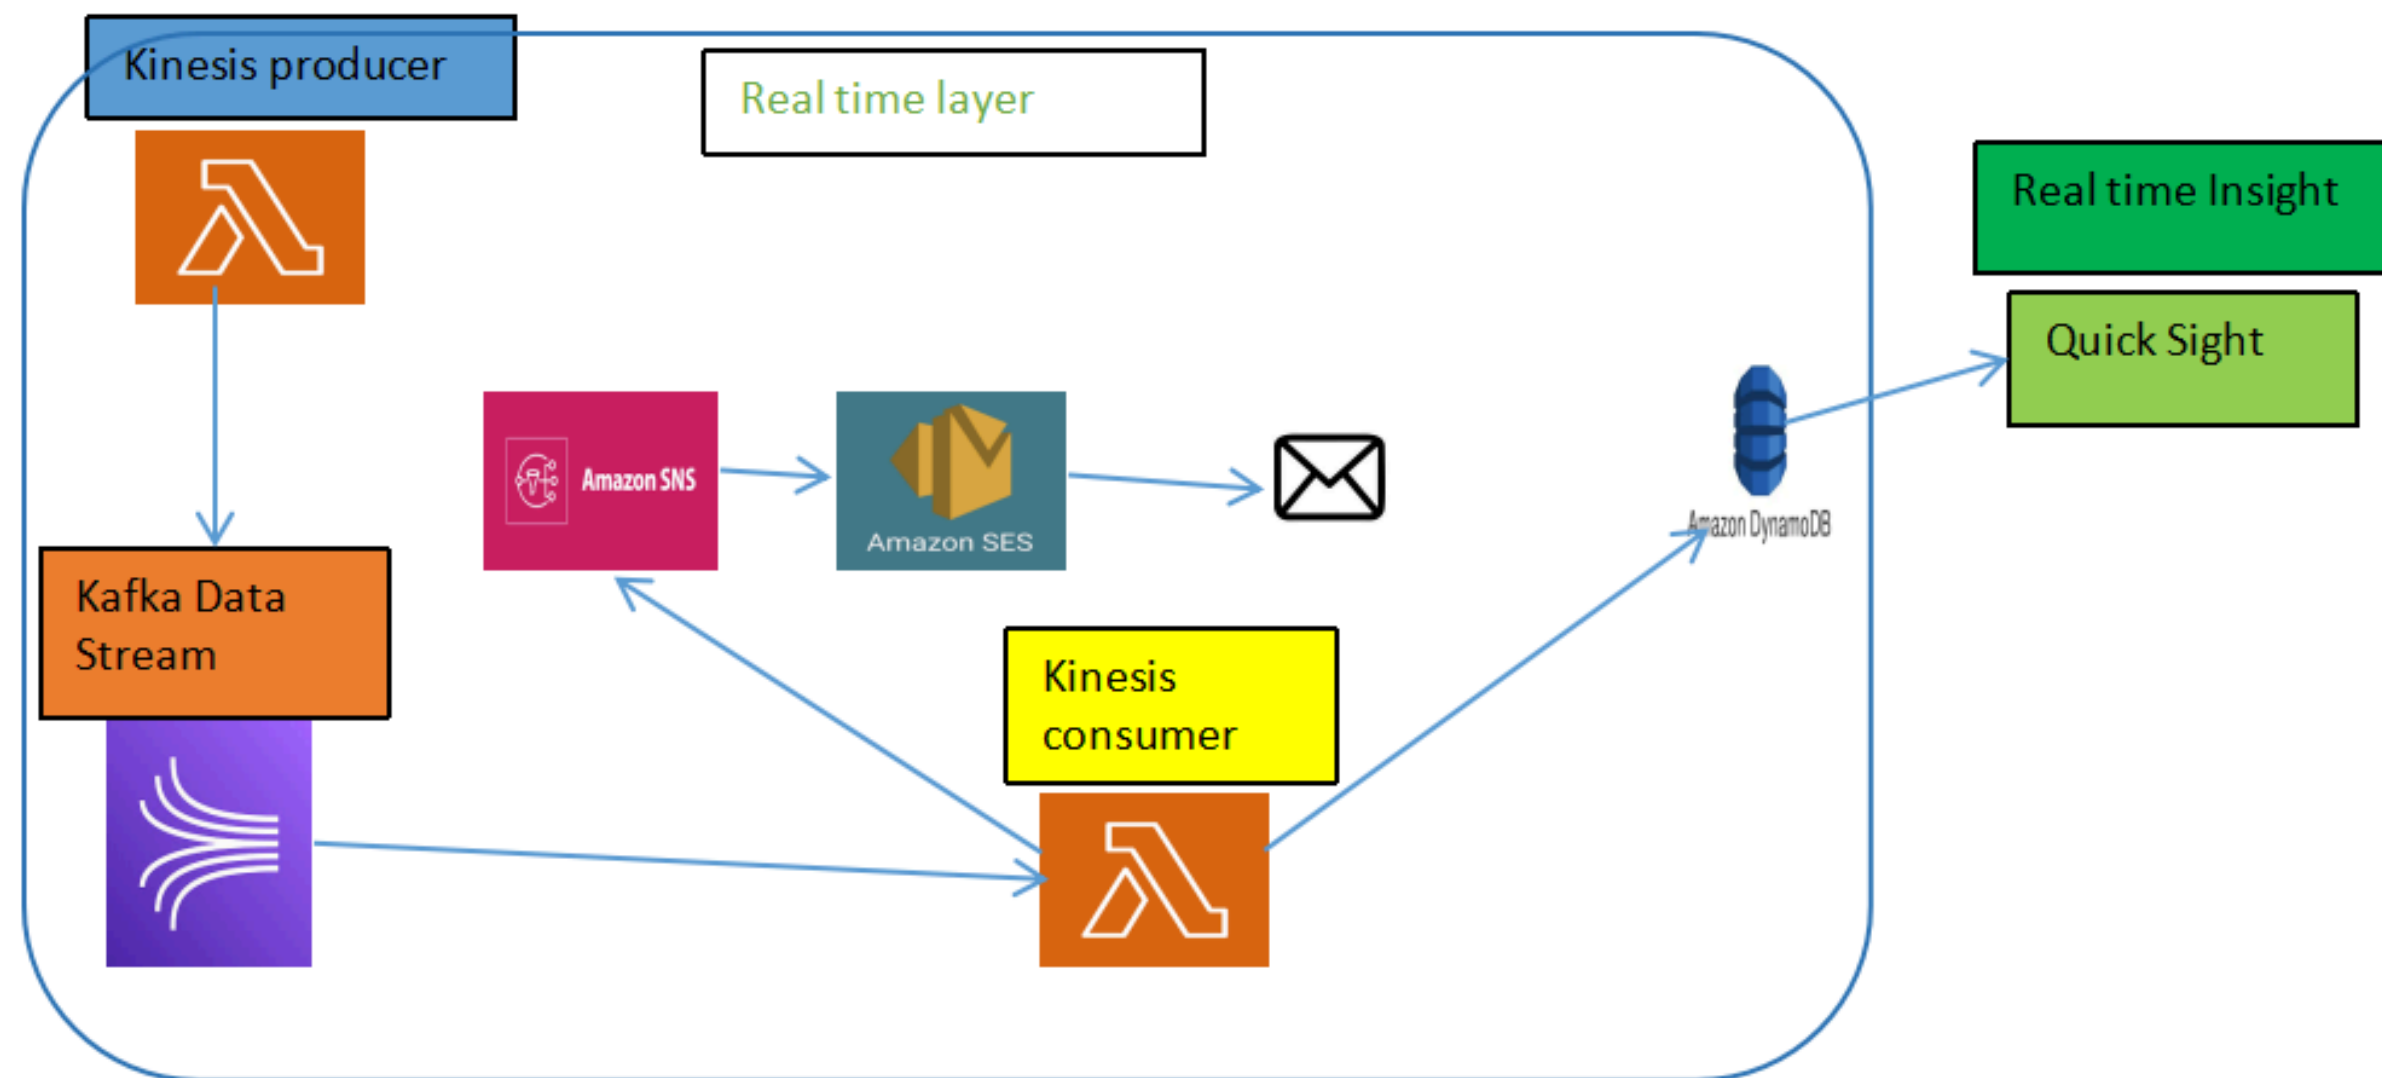 Kinesis producer
Real time layer
Real time Insight
Quick Sight
Amazon SNS
Amazon SES
Amazon DynamoDB
Kafka Data
Stream
Kinesis
consumer